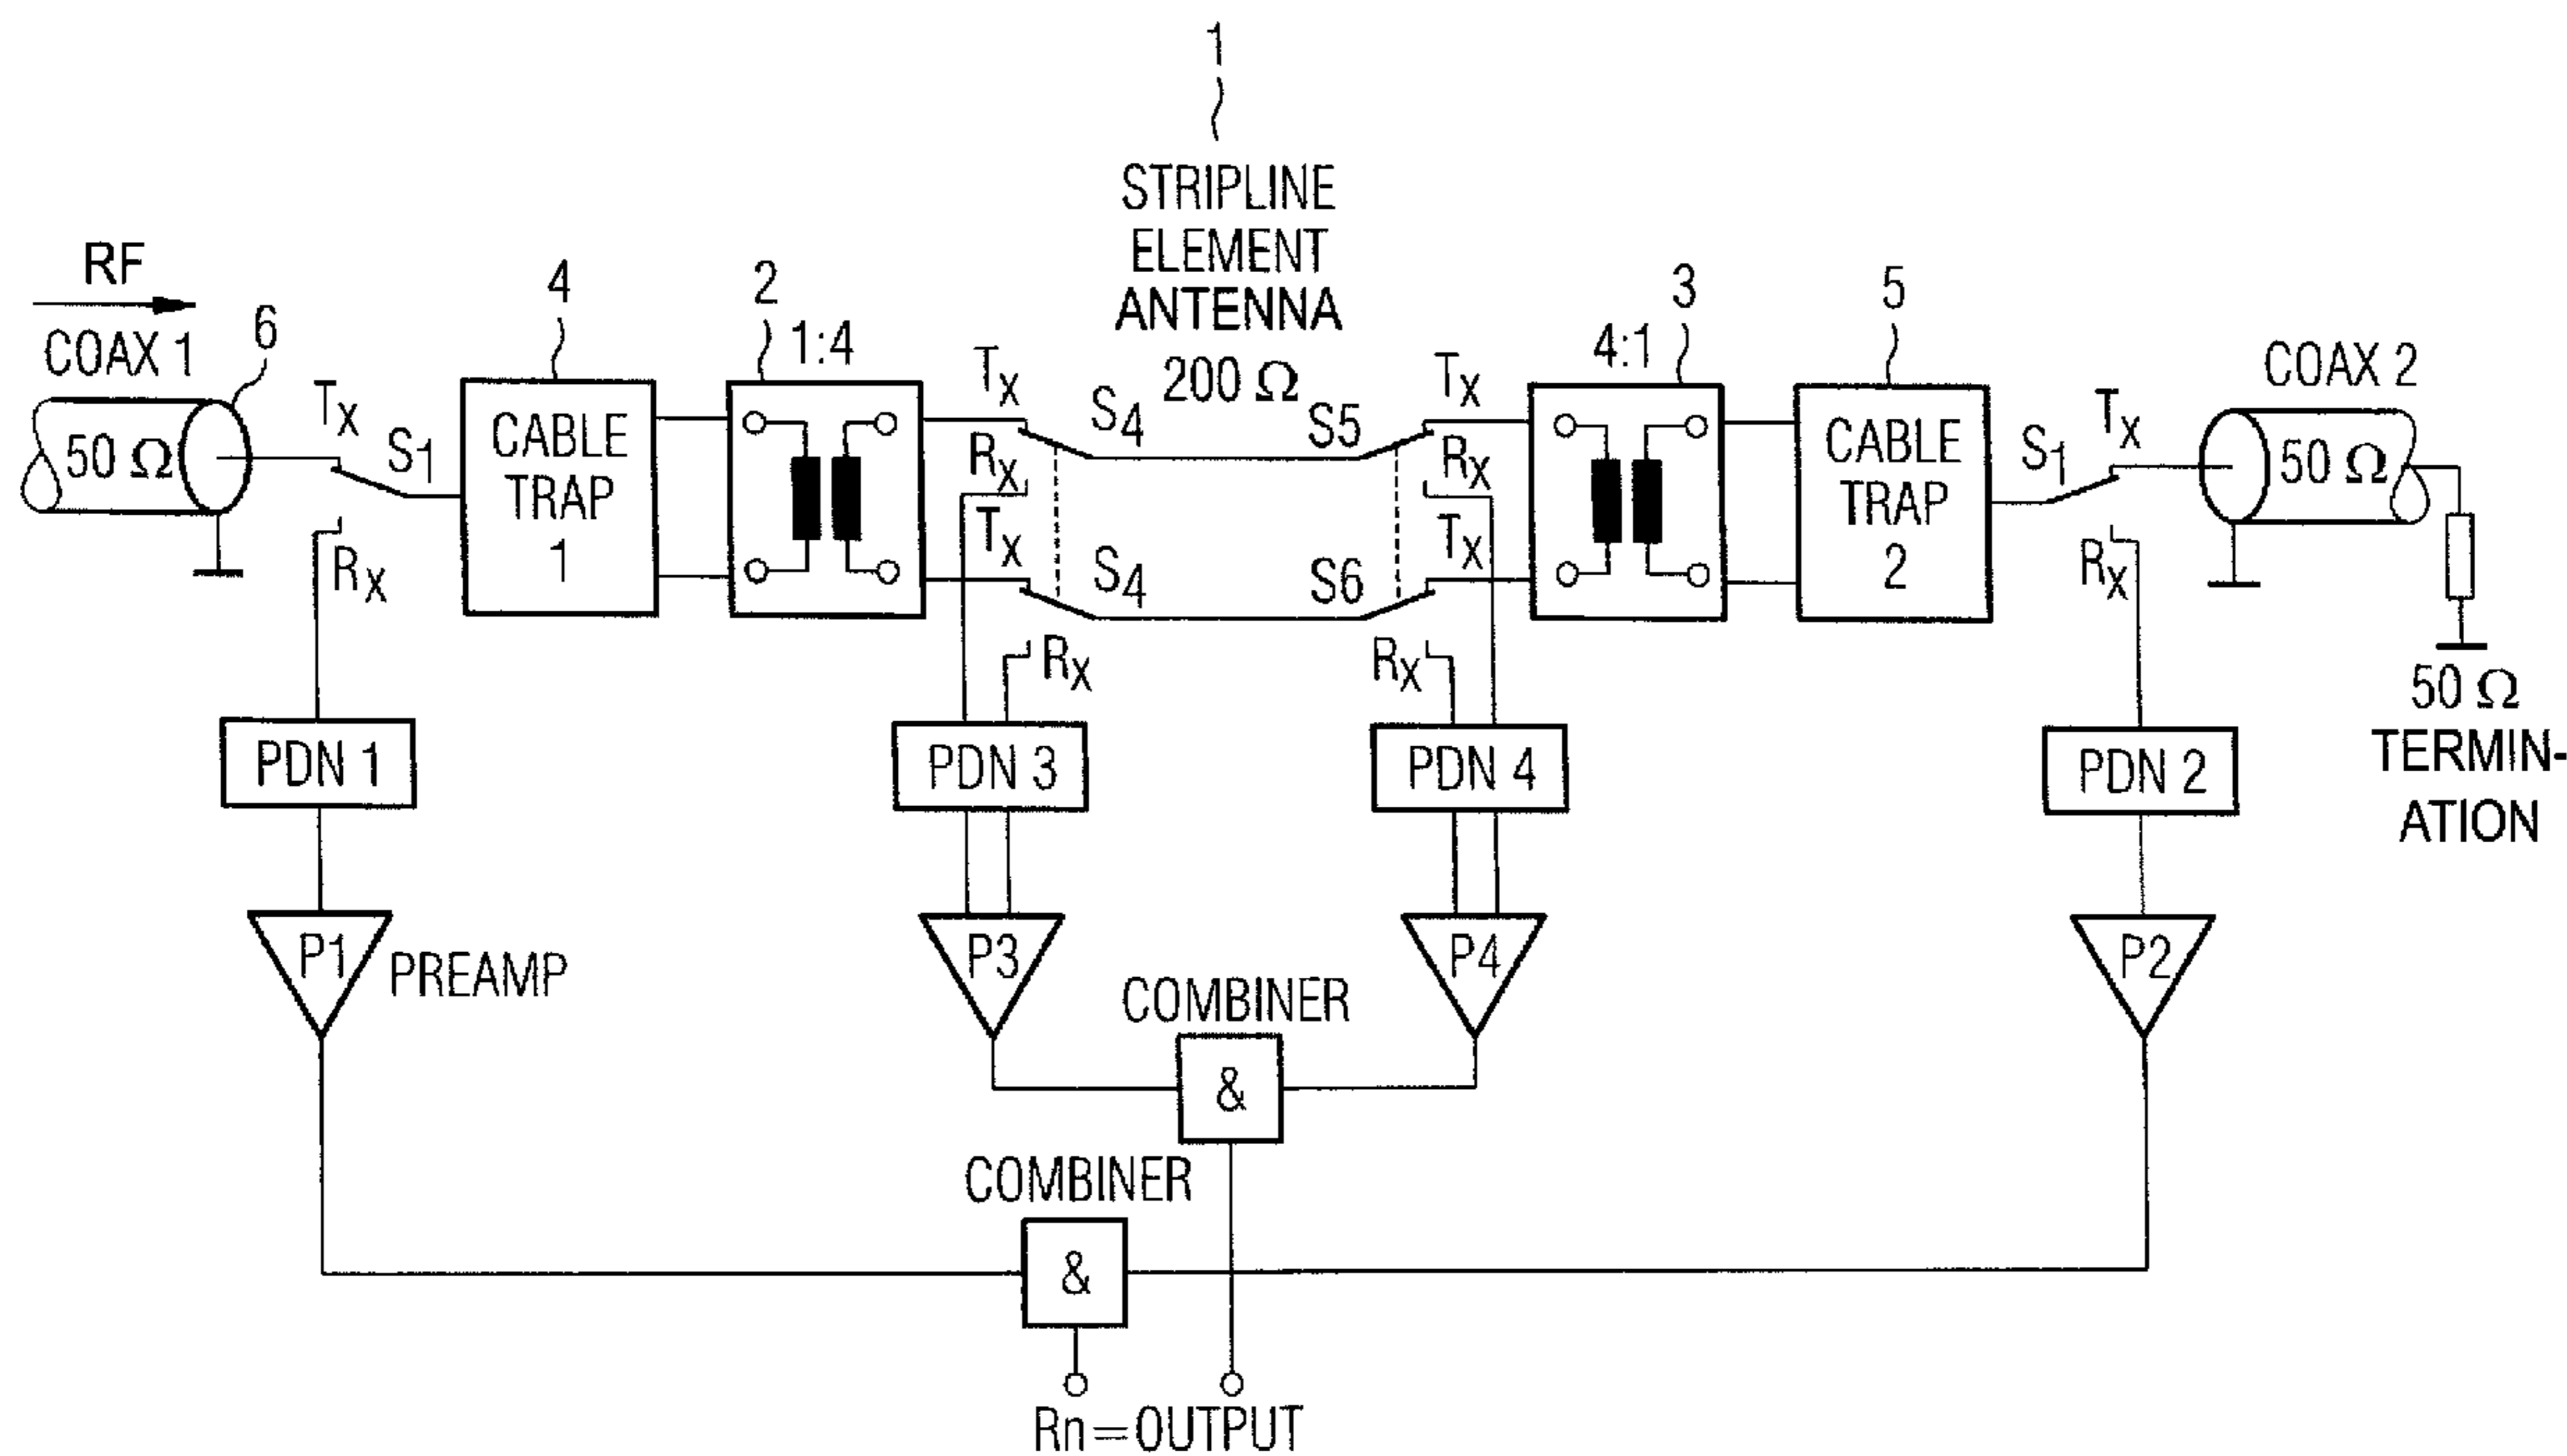 1
STRIPLINE
ELEMENT
ANTENNA
200 Ω
RF
COAX 1
6
50 Ω
Tx
S1
Rx
4
CABLE
TRAP
1
2
1:4
Tx
S4
Rx
Tx
S4
Rx
S5
Tx
Rx
S6
Tx
Rx
3
4:1
5
CABLE
TRAP
2
S1
Tx
Rx
COAX 2
50 Ω
50 Ω
TERMIN-
ATION
PDN 1
PDN 3
PDN 4
PDN 2
P1
PREAMP
P3
P4
P2
COMBINER
&
COMBINER
&
Rn=OUTPUT